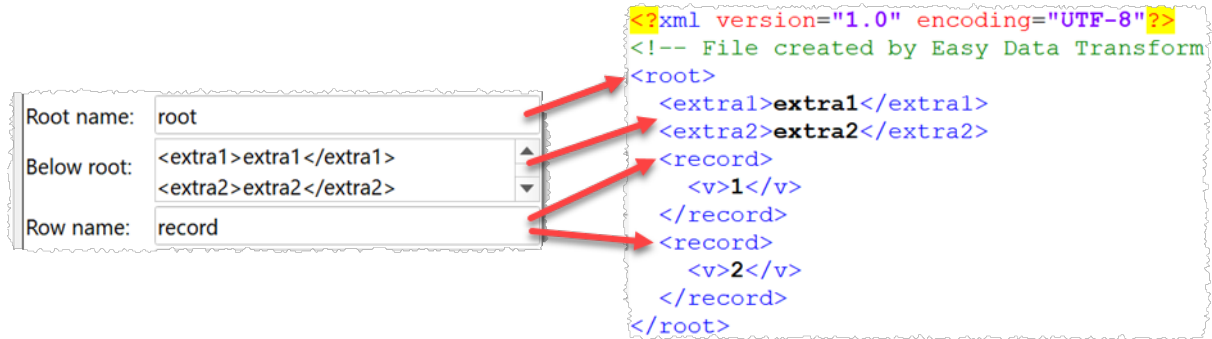 Root name: root
Below root: <extra1>extra1</extra1>
<extra2>extra2</extra2>
Row name: record
<?xml version="1.0" encoding="UTF-8"?>
<!-- File created by Easy Data Transform
<root>
  <extra1>extra1</extra1>
  <extra2>extra2</extra2>
  <record>
    <v>1</v>
  </record>
  <record>
    <v>2</v>
  </record>
</root>